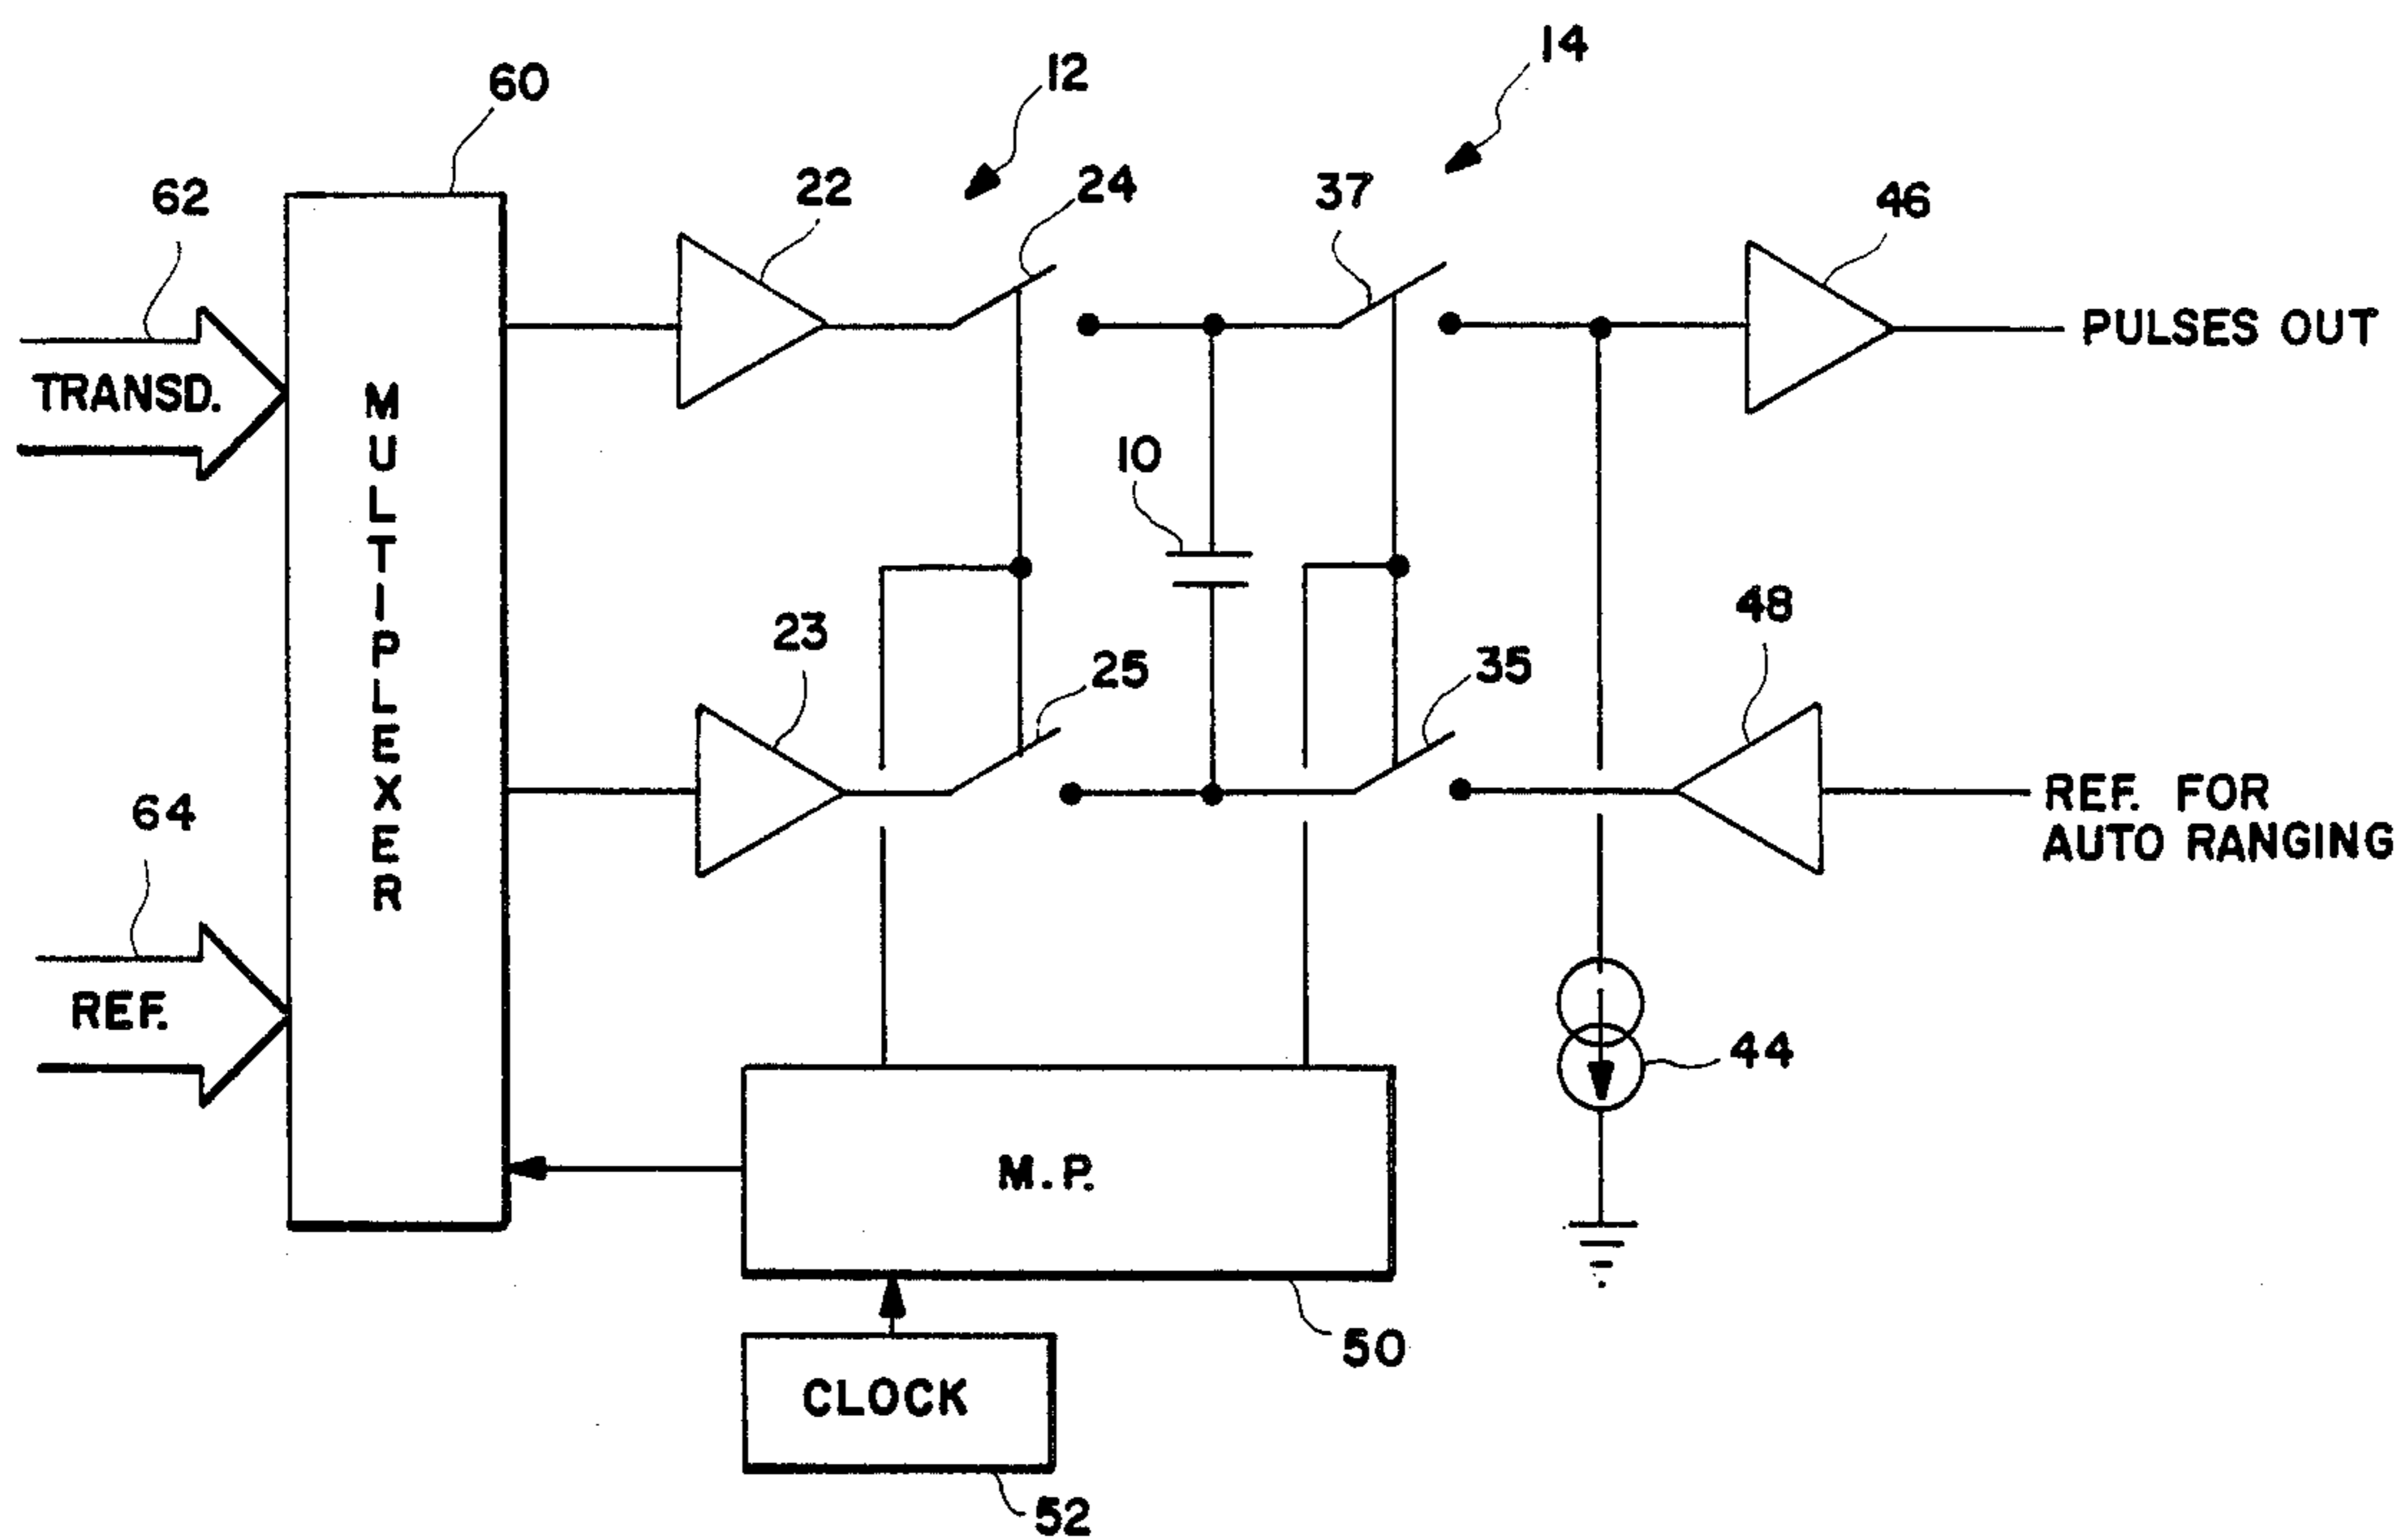 14
12
60
37
24
22
62
46
PULSES OUT
TRANSD.
MULTIPLEXER
10
48
23
25
35
64
REF. FOR
AUTO RANGING
REF.
44
M.P.
50
CLOCK
52